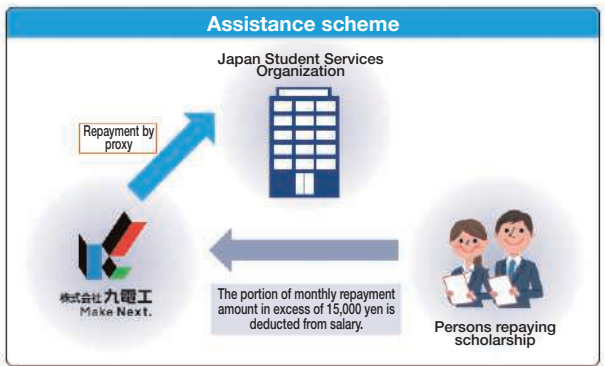 Assistance scheme
Japan Student Services
Organization
Repayment by
proxy
株式会社 九電工
Make Next.
The portion of monthly repayment
amount in excess of 15,000 yen is
deducted from salary.
Persons repaying
scholarship